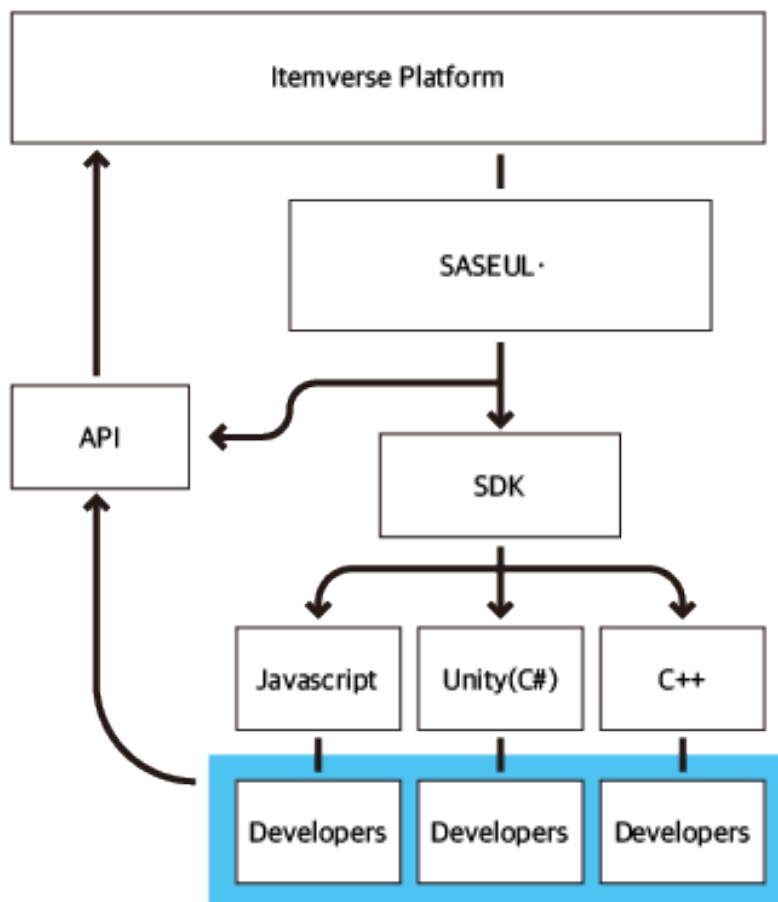 Itemverse Platform
SASEUL·
API
SDK
Javascript
Unity(C#)
C++
Developers
Developers
Developers